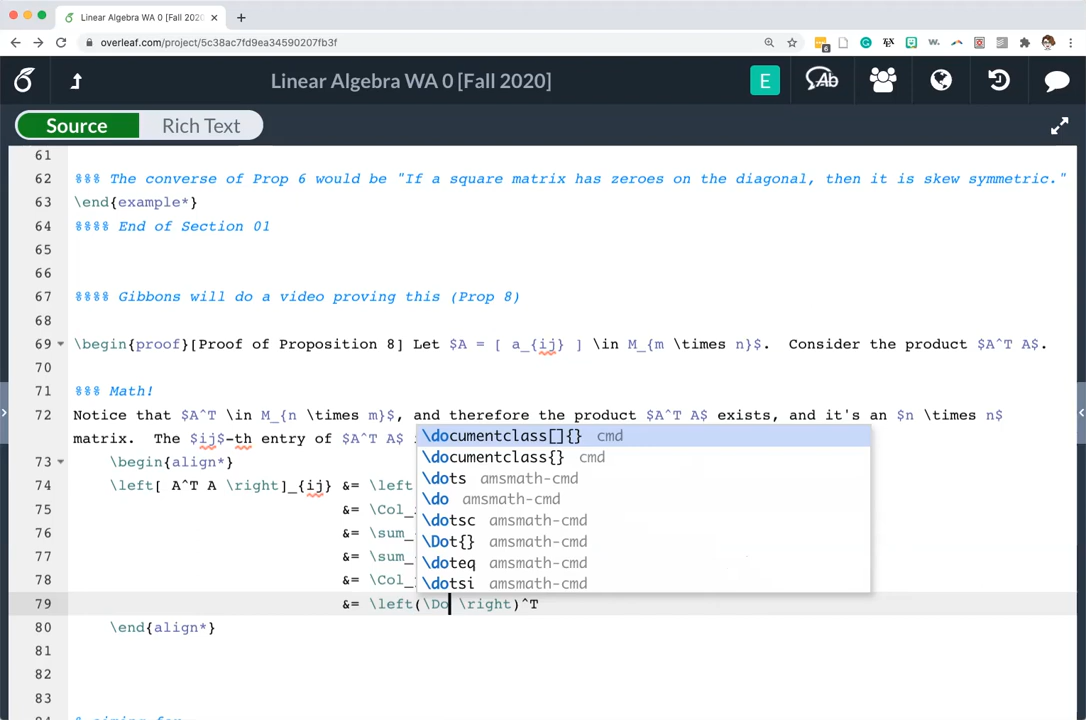 Linear Algebra WA 0 [Fall 2020]
overleaf.com/project/5c38ac7fd9ea34590207fb3f
6
TEX
W.
Linear Algebra WA 0 [Fall 2020]
E
Ab
Source
Rich Text
61
62 %%% The converse of Prop 6 would be "If a square matrix has zeroes on the diagonal, then it is skew symmetric."
63 \end{example*}
64 %%%% End of Section 01
65
66
67 %%%% Gibbons will do a video proving this (Prop 8)
68
69 \begin{proof}[Proof of Proposition 8] Let $A = [ a_{ij} ] \in M_{m \times n}$.  Consider the product $A^T A$.
70
71 %%% Math!
72 Notice that $A^T \in M_{n \times m}$, and therefore the product $A^T A$ exists, and it's an $n \times n$
matrix.  The $ij$-th entry of $A^T A$
73 \begin{align*}
74 \left[ A^T A \right]_{ij} &= \left
75 &= \Col_
76 &= \sum_
77 &= \sum_
78 &= \Col_
79 &= \left(\Do \right)^T
80 \end{align*}
81
82
83
84 % aiming for
\documentclass[]{} cmd
\documentclass{} cmd
\dots amsmath-cmd
\do amsmath-cmd
\dotsc amsmath-cmd
\Dot{} amsmath-cmd
\doteq amsmath-cmd
\dotsi amsmath-cmd